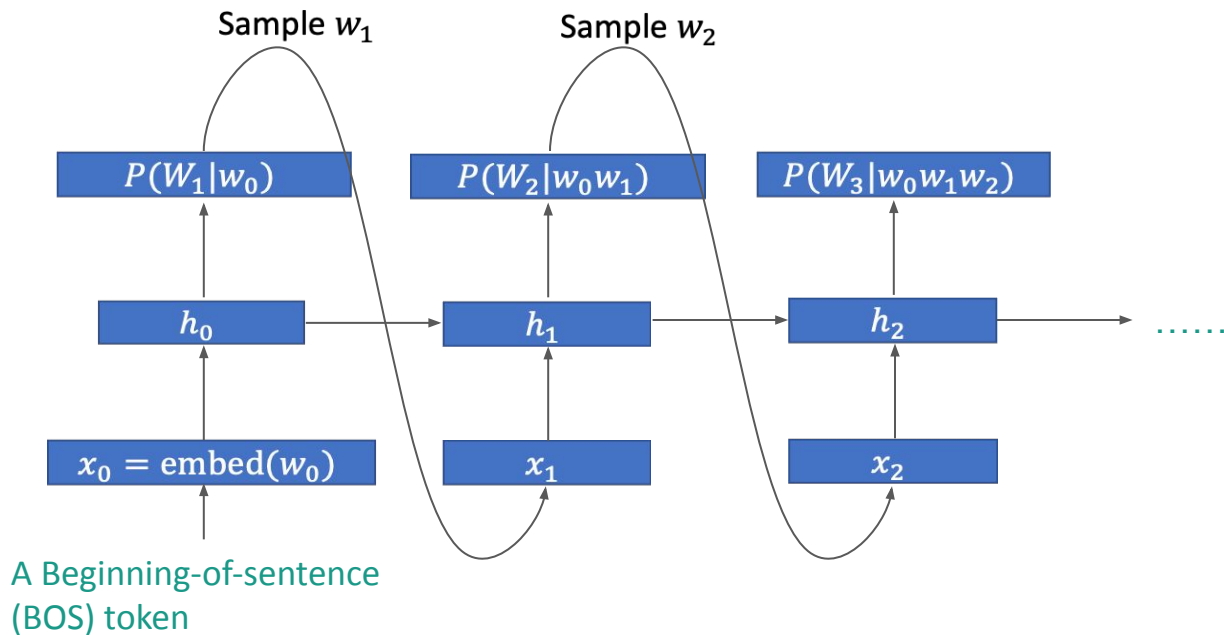 Sample w₁
Sample w₂
P(W₁|w₀)
P(W₂|w₀w₁)
P(W₃|w₀w₁w₂)
h₀
h₁
h₂
......
x₀ = embed(w₀)
x₁
x₂
A Beginning-of-sentence
(BOS) token